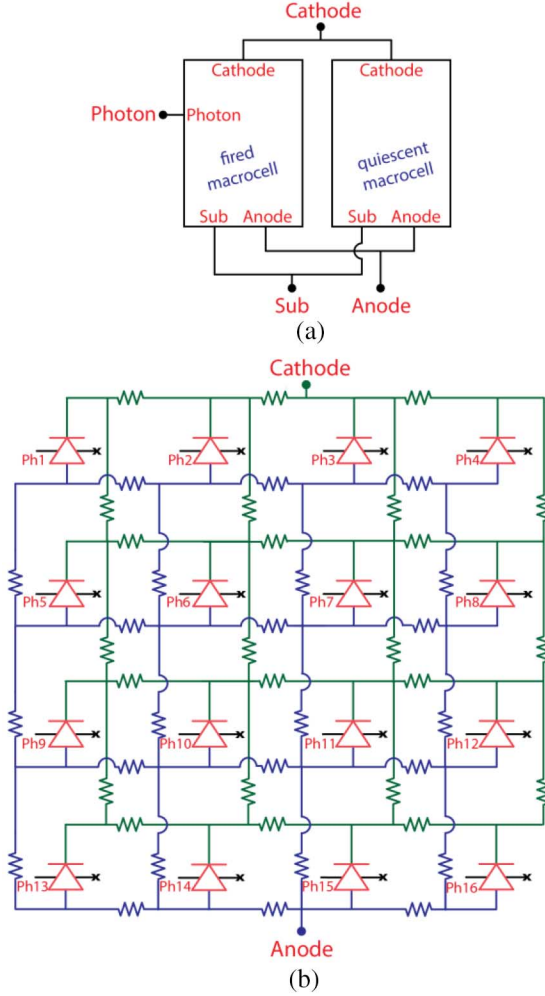 Cathode
Cathode Cathode
Photon Photon
fired quiescent
macrocell macrocell
Sub Anode Sub Anode
Sub Anode
(a)
Cathode
Ph1 Ph2 Ph3 Ph4
Ph5 Ph6 Ph7 Ph8
Ph9 Ph10 Ph11 Ph12
Ph13 Ph14 Ph15 Ph16
Anode
(b)